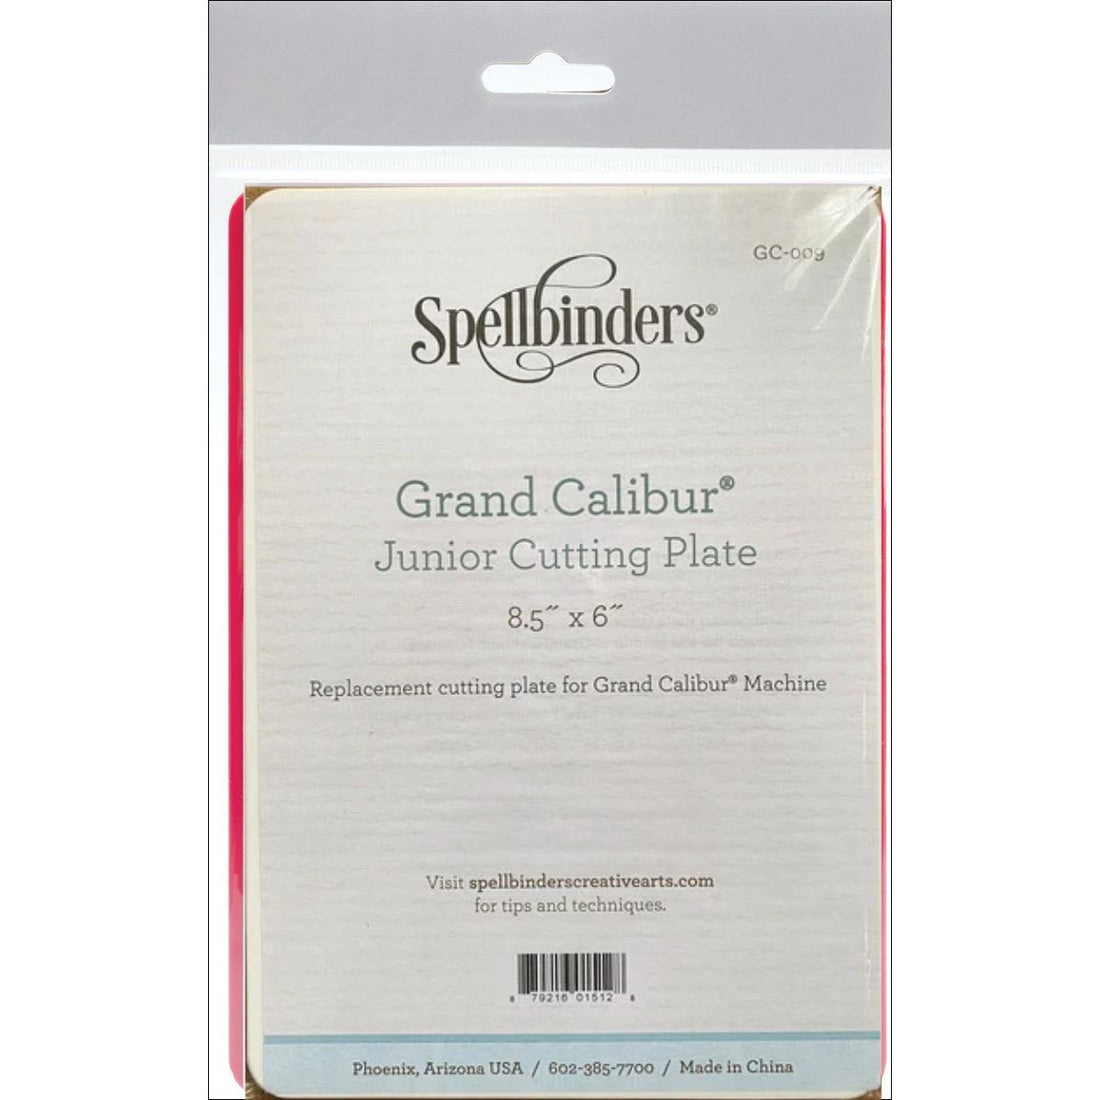 GC-009
Spellbinders®
Grand Calibur®
Junior Cutting Plate
8.5˝ x 6˝
Replacement cutting plate for Grand Calibur® Machine
Visit spellbinderscreativearts.com
for tips and techniques.
8 79216 01512 8
Phoenix, Arizona USA / 602-385-7700 / Made in China